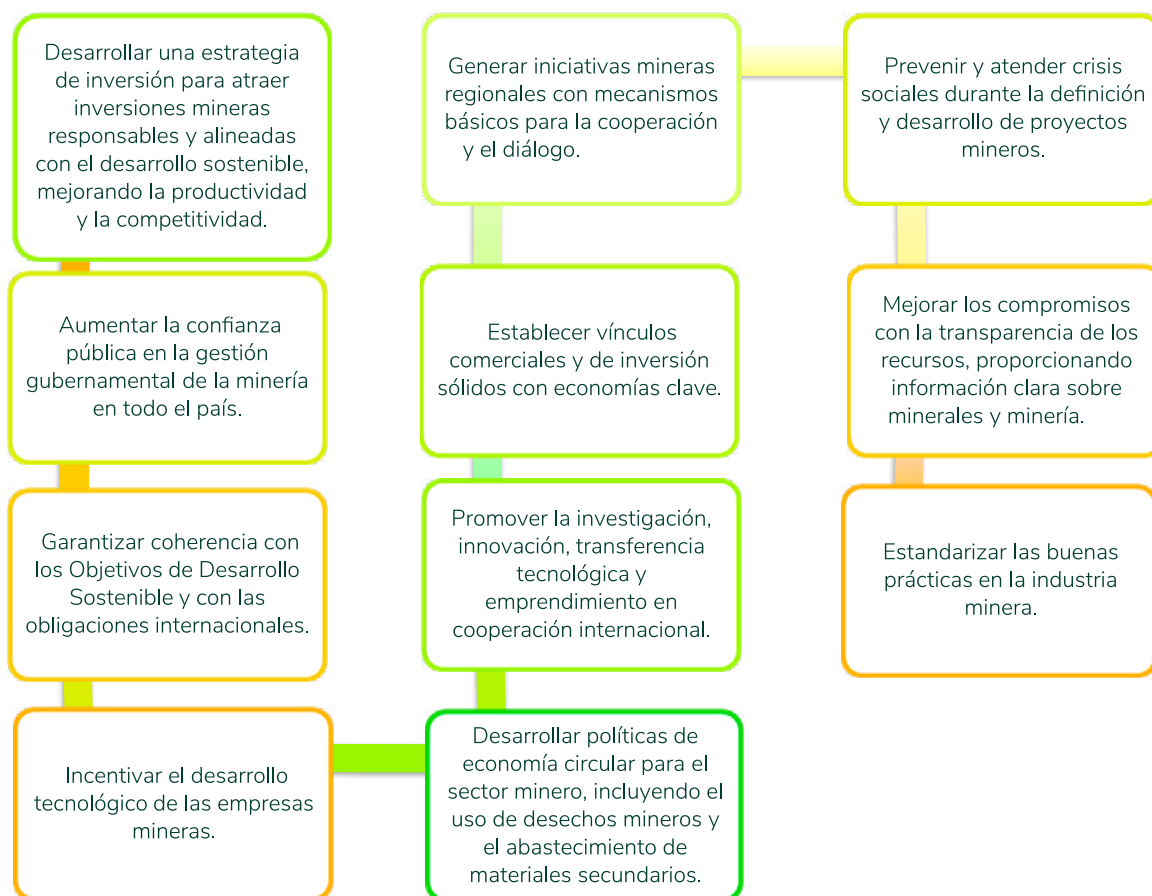 Desarrollar una estrategia
de inversión para atraer
inversiones mineras
responsables y alineadas
con el desarrollo sostenible,
mejorando la productividad
y la competitividad.
Aumentar la confianza
pública en la gestión
gubernamental de la minería
en todo el país.
Garantizar coherencia con
los Objetivos de Desarrollo
Sostenible y con las
obligaciones internacionales.
Incentivar el desarrollo
tecnológico de las empresas
mineras.
Desarrollar políticas de
economía circular para el
sector minero, incluyendo el
uso de desechos mineros y
el abastecimiento de
materiales secundarios.
Promover la investigación,
innovación, transferencia
tecnológica y
emprendimiento en
cooperación internacional.
Establecer vínculos
comerciales y de inversión
sólidos con economías clave.
Generar iniciativas mineras
regionales con mecanismos
básicos para la cooperación
y el diálogo.
Prevenir y atender crisis
sociales durante la definición
y desarrollo de proyectos
mineros.
Mejorar los compromisos
con la transparencia de los
recursos, proporcionando
información clara sobre
minerales y minería.
Estandarizar las buenas
prácticas en la industria
minera.